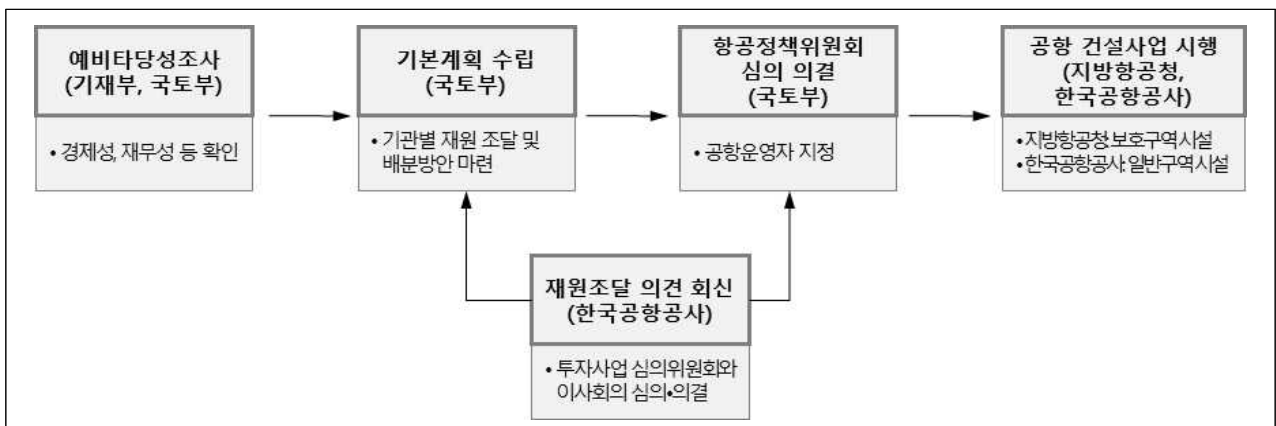 예비타당성조사
(기재부, 국토부)
• 경제성, 재무성 등 확인
기본계획 수립
(국토부)
• 기관별 재원 조달 및
배분방안 마련
항공정책위원회
심의 의결
(국토부)
• 공항운영자 지정
공항 건설사업 시행
(지방항공청,
한국공항공사)
• 지방항공청: 보호구역시설
• 한국공항공사: 일반구역시설
재원조달 의견 회신
(한국공항공사)
• 투자사업 심의위원회와
이사회의 심의•의결